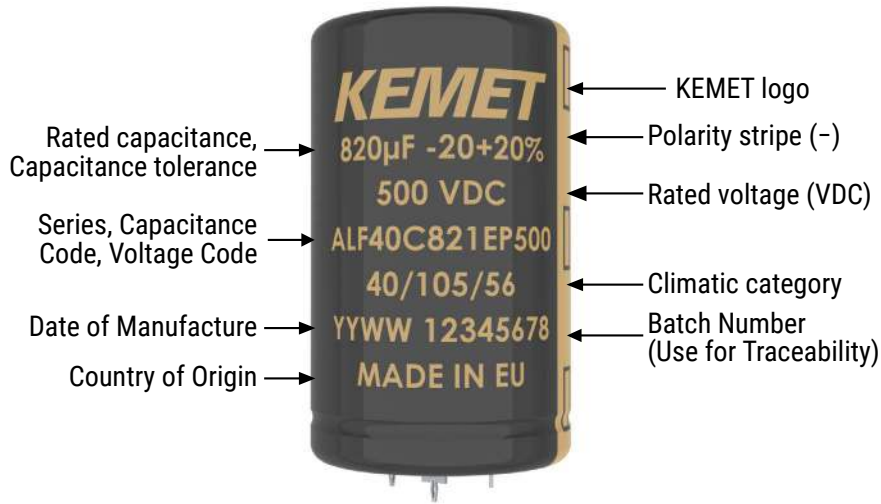 KEMET
820µF -20+20%
500 VDC
ALF40C821EP500
40/105/56
YYWW 12345678
MADE IN EU
Rated capacitance,
Capacitance tolerance
Series, Capacitance
Code, Voltage Code
Date of Manufacture
Country of Origin
KEMET logo
Polarity stripe (−)
Rated voltage (VDC)
Climatic category
Batch Number
(Use for Traceability)